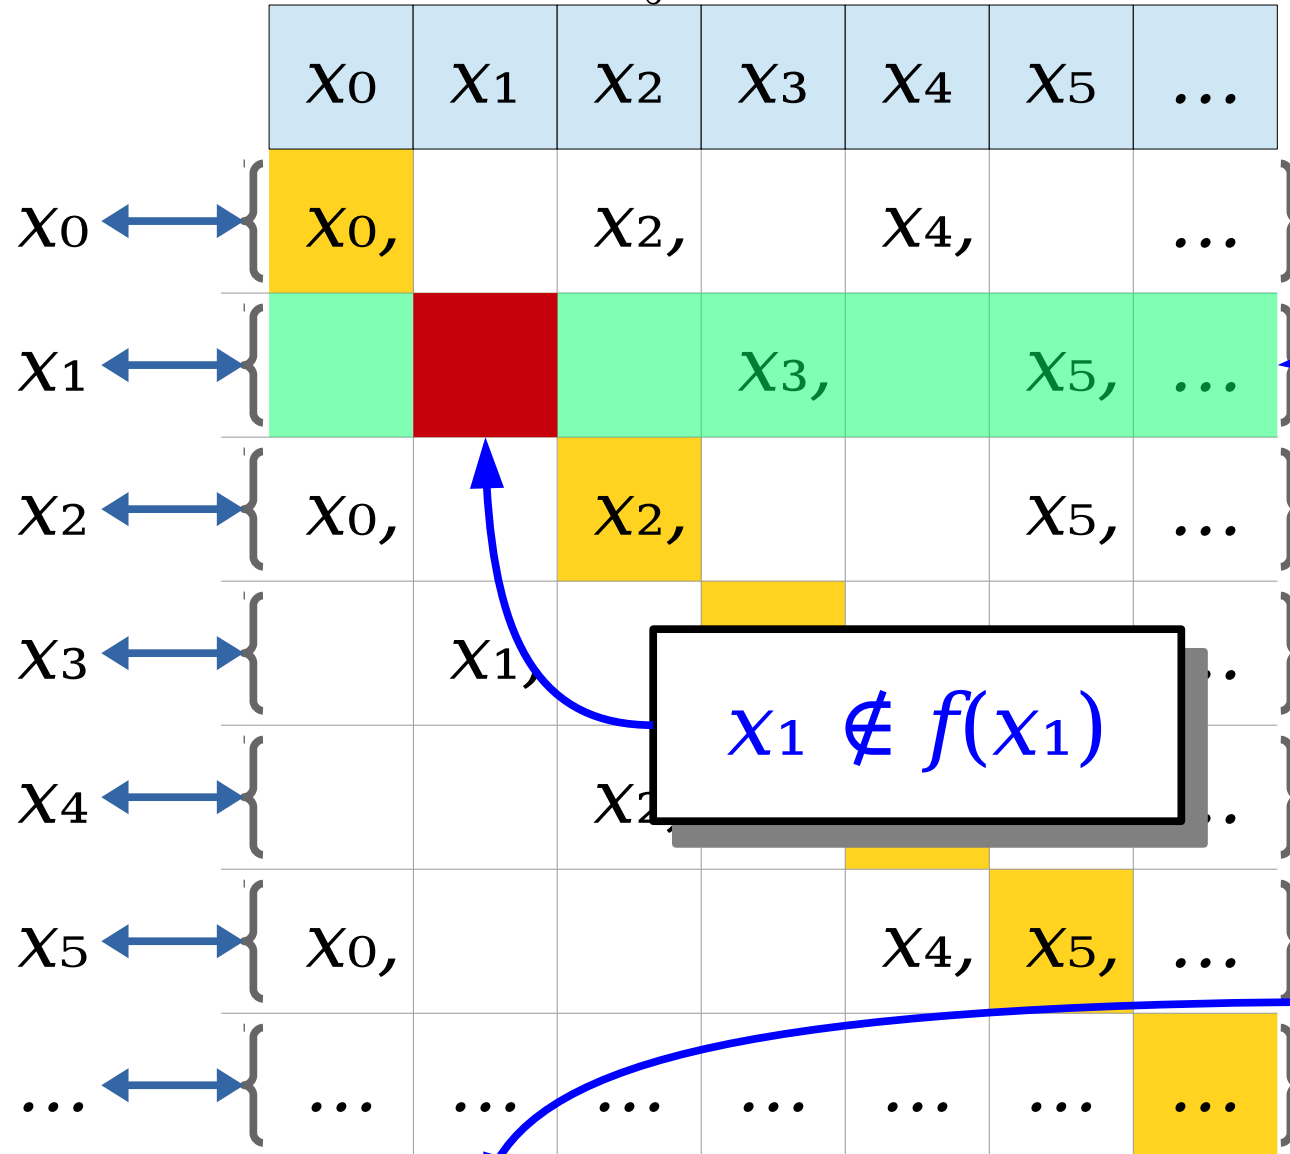 x₀ x₁ x₂ x₃ x₄ x₅ ...
x₀ { x₀, x₂, x₄, ... }
x₁ { x₃, x₅, ... }
x₂ { x₀, x₂, x₅, ... }
x₃ { x₁,
x₁ ∉ f(x₁)
x₄ { x₂,
x₅ { x₀, x₄, x₅, ... }
... { ... ... ... ... ... ... ... }